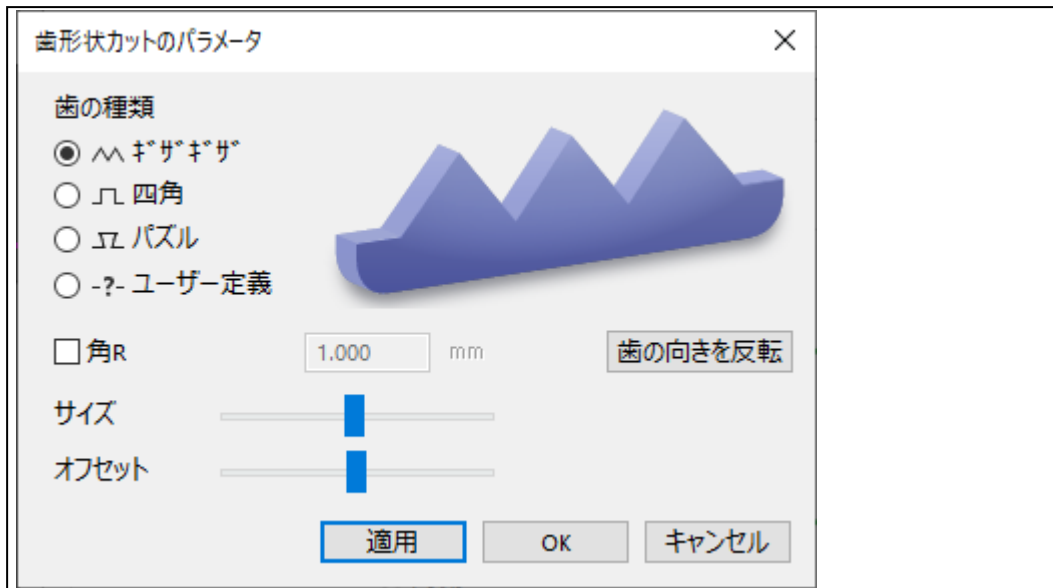 歯形状カットのパラメータ
歯の種類
ｷﾞｻﾞｷﾞｻﾞ
四角
パズル
-?- ユーザー定義
角R 1.000 mm 歯の向きを反転
サイズ
オフセット
適用 OK キャンセル